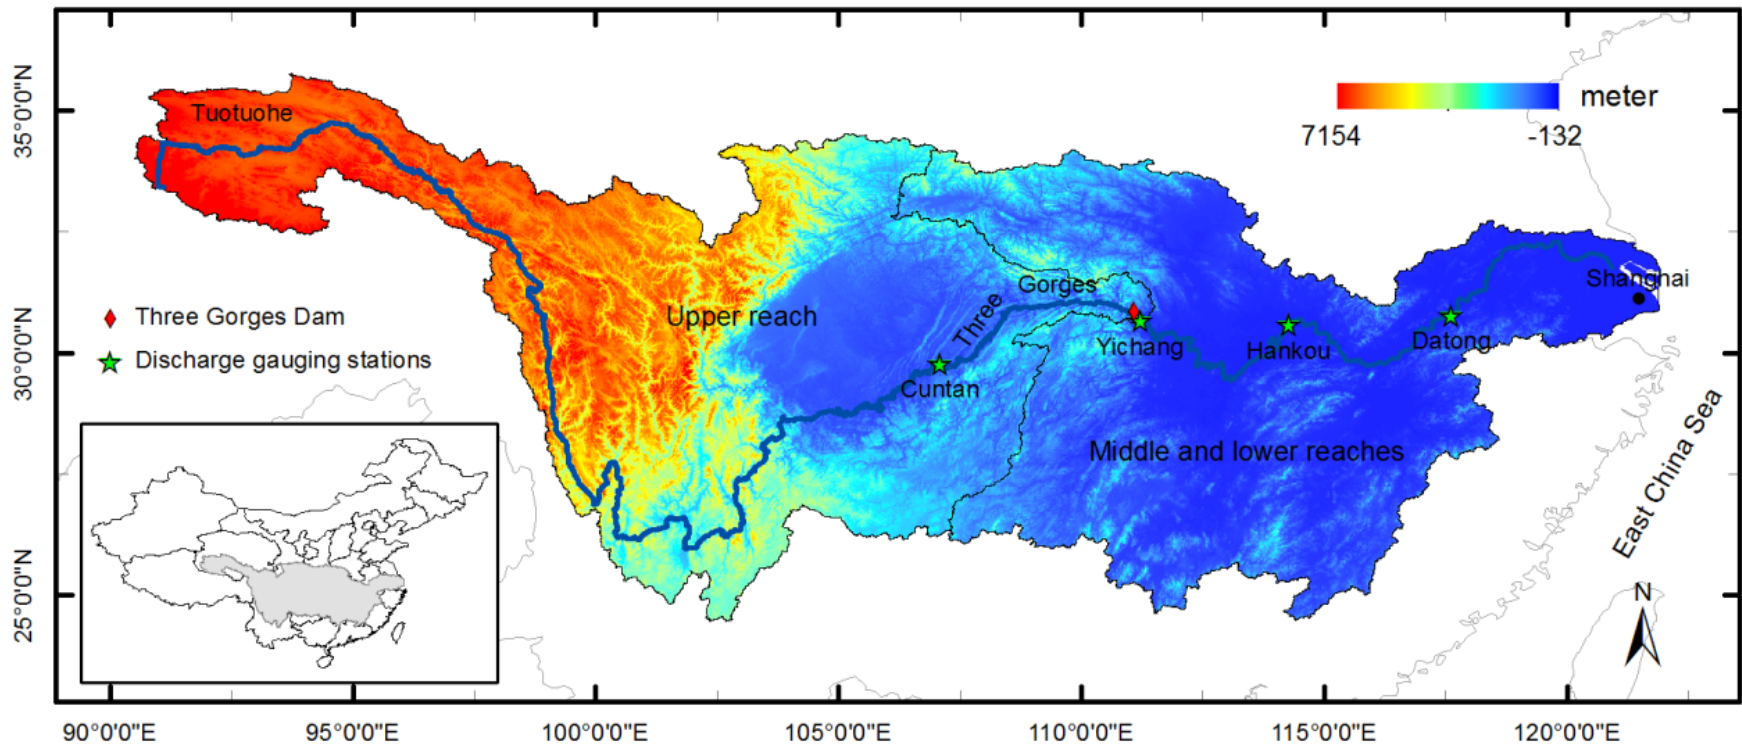 35°0'0"N
30°0'0"N
25°0'0"N
Tuotuohe
meter
7154
-132
Three Gorges Dam
Discharge gauging stations
Upper reach
Three
Gorges
Cuntan
Yichang
Hankou
Datong
Shanghai
Middle and lower reaches
East China Sea
N
90°0'0"E
95°0'0"E
100°0'0"E
105°0'0"E
110°0'0"E
115°0'0"E
120°0'0"E